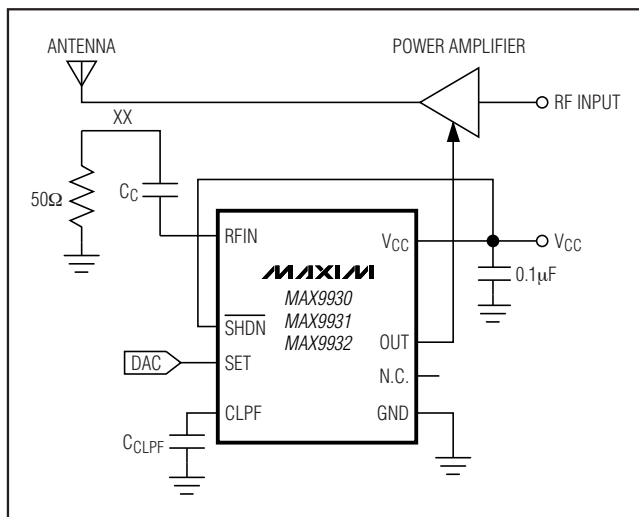 ANTENNA
POWER AMPLIFIER
RF INPUT
XX
50Ω
CC
RFIN
VCC
VCC
0.1µF
MAXIM
MAX9930
MAX9931
MAX9932
SHDN
OUT
DAC
SET
N.C.
CLPF
GND
CCLPF